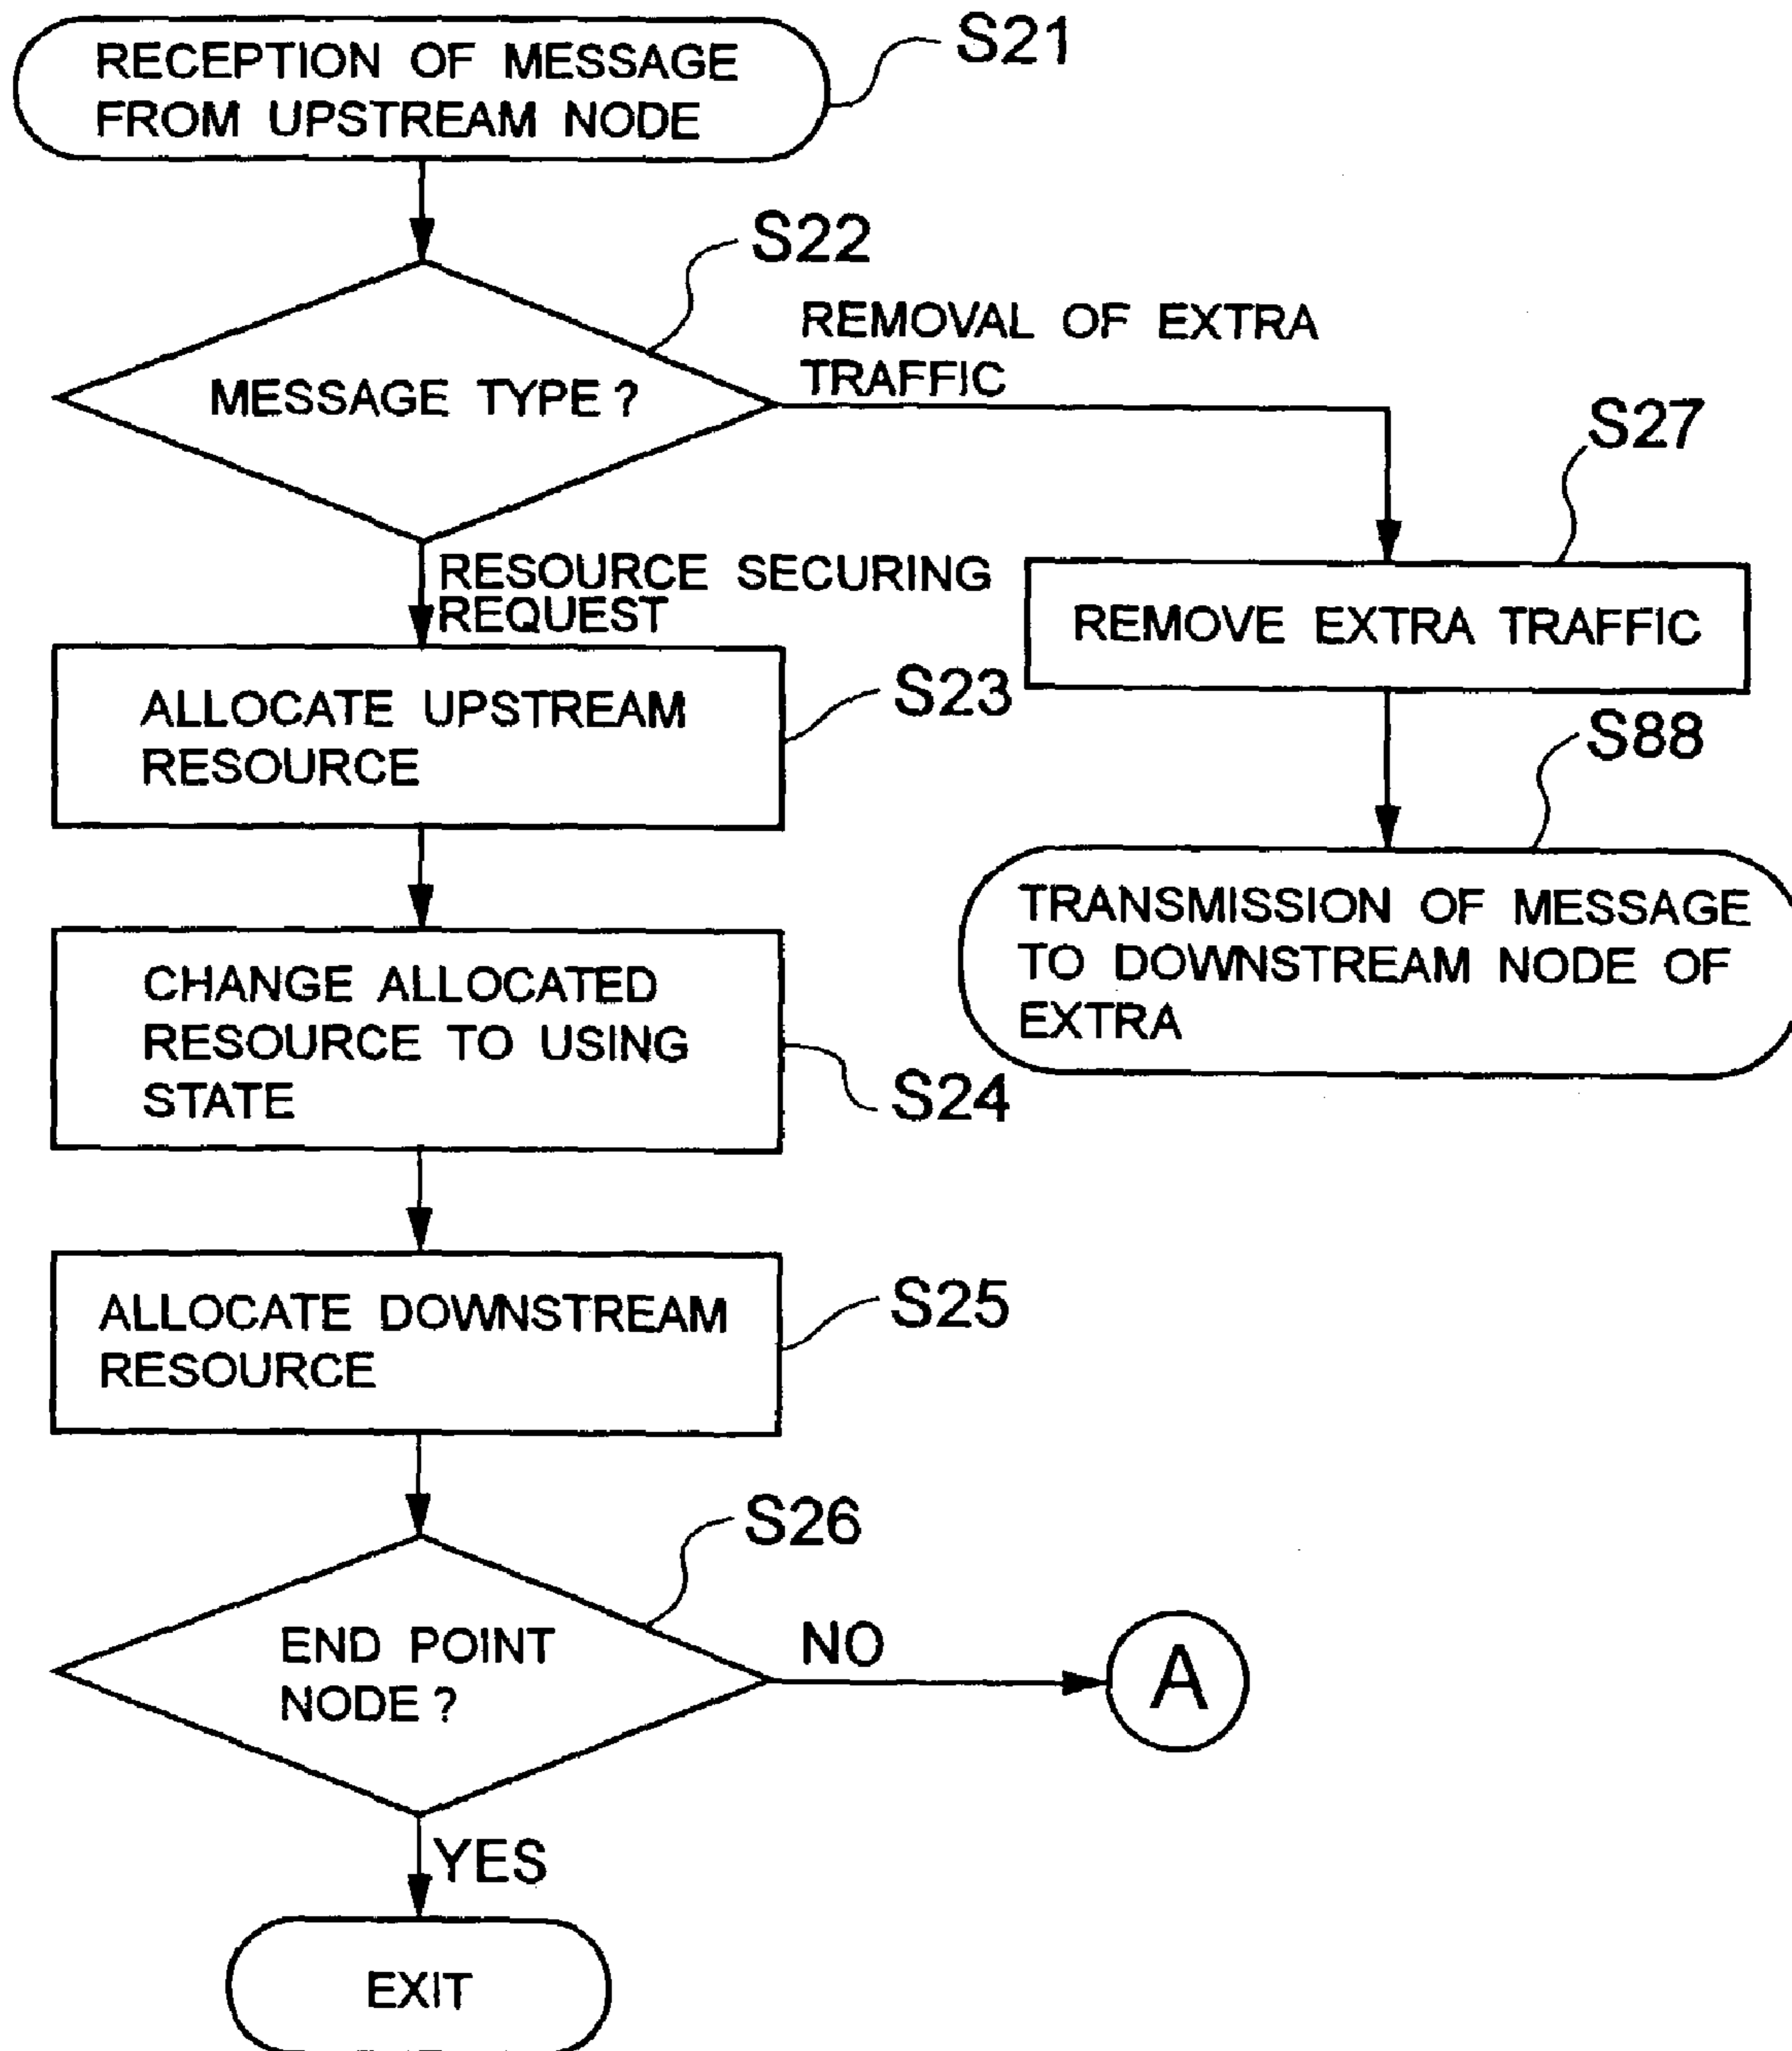 RECEPTION OF MESSAGE
FROM UPSTREAM NODE
S21
S22
MESSAGE TYPE?
REMOVAL OF EXTRA
TRAFFIC
S27
REMOVE EXTRA TRAFFIC
S88
TRANSMISSION OF MESSAGE
TO DOWNSTREAM NODE OF
EXTRA
RESOURCE SECURING
REQUEST
ALLOCATE UPSTREAM
RESOURCE
S23
CHANGE ALLOCATED
RESOURCE TO USING
STATE
S24
ALLOCATE DOWNSTREAM
RESOURCE
S25
S26
END POINT
NODE?
NO
A
YES
EXIT